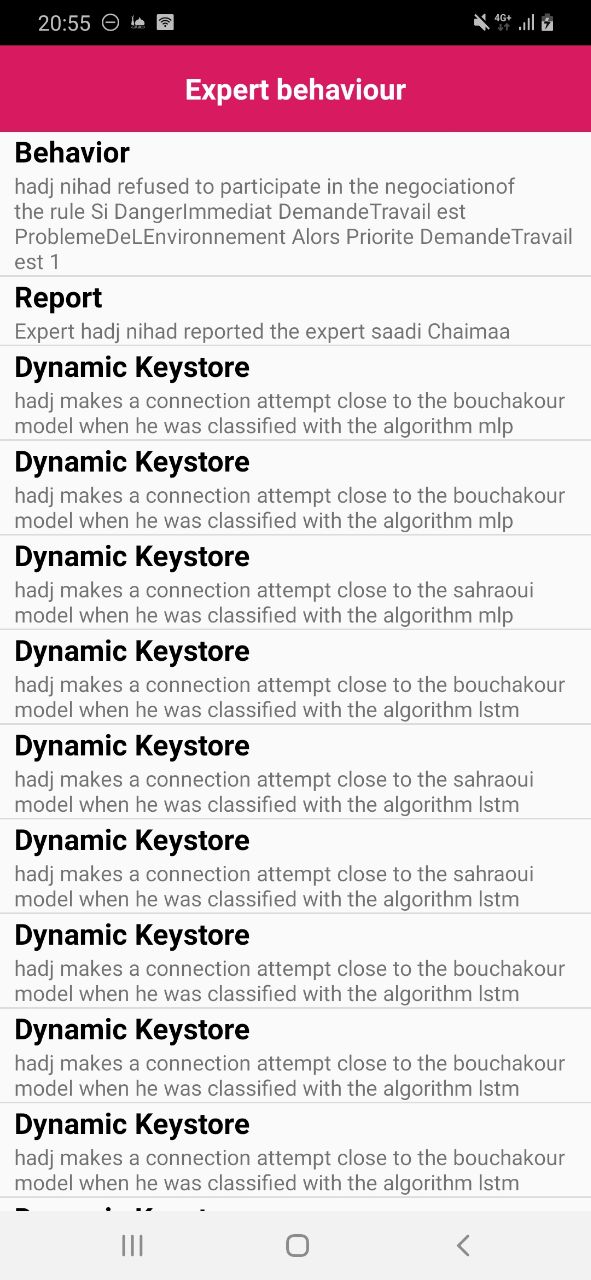 20:55
4G+
Expert behaviour
Behavior
hadj nihad refused to participate in the negociationof
the rule Si DangerImmediat DemandeTravail est
ProblemeDeLEnvironnement Alors Priorite DemandeTravail
est 1
Report
Expert hadj nihad reported the expert saadi Chaimaa
Dynamic Keystore
hadj makes a connection attempt close to the bouchakour
model when he was classified with the algorithm mlp
Dynamic Keystore
hadj makes a connection attempt close to the bouchakour
model when he was classified with the algorithm mlp
Dynamic Keystore
hadj makes a connection attempt close to the sahraoui
model when he was classified with the algorithm mlp
Dynamic Keystore
hadj makes a connection attempt close to the bouchakour
model when he was classified with the algorithm lstm
Dynamic Keystore
hadj makes a connection attempt close to the sahraoui
model when he was classified with the algorithm lstm
Dynamic Keystore
hadj makes a connection attempt close to the sahraoui
model when he was classified with the algorithm lstm
Dynamic Keystore
hadj makes a connection attempt close to the bouchakour
model when he was classified with the algorithm lstm
Dynamic Keystore
hadj makes a connection attempt close to the bouchakour
model when he was classified with the algorithm lstm
Dynamic Keystore
hadj makes a connection attempt close to the bouchakour
model when he was classified with the algorithm lstm